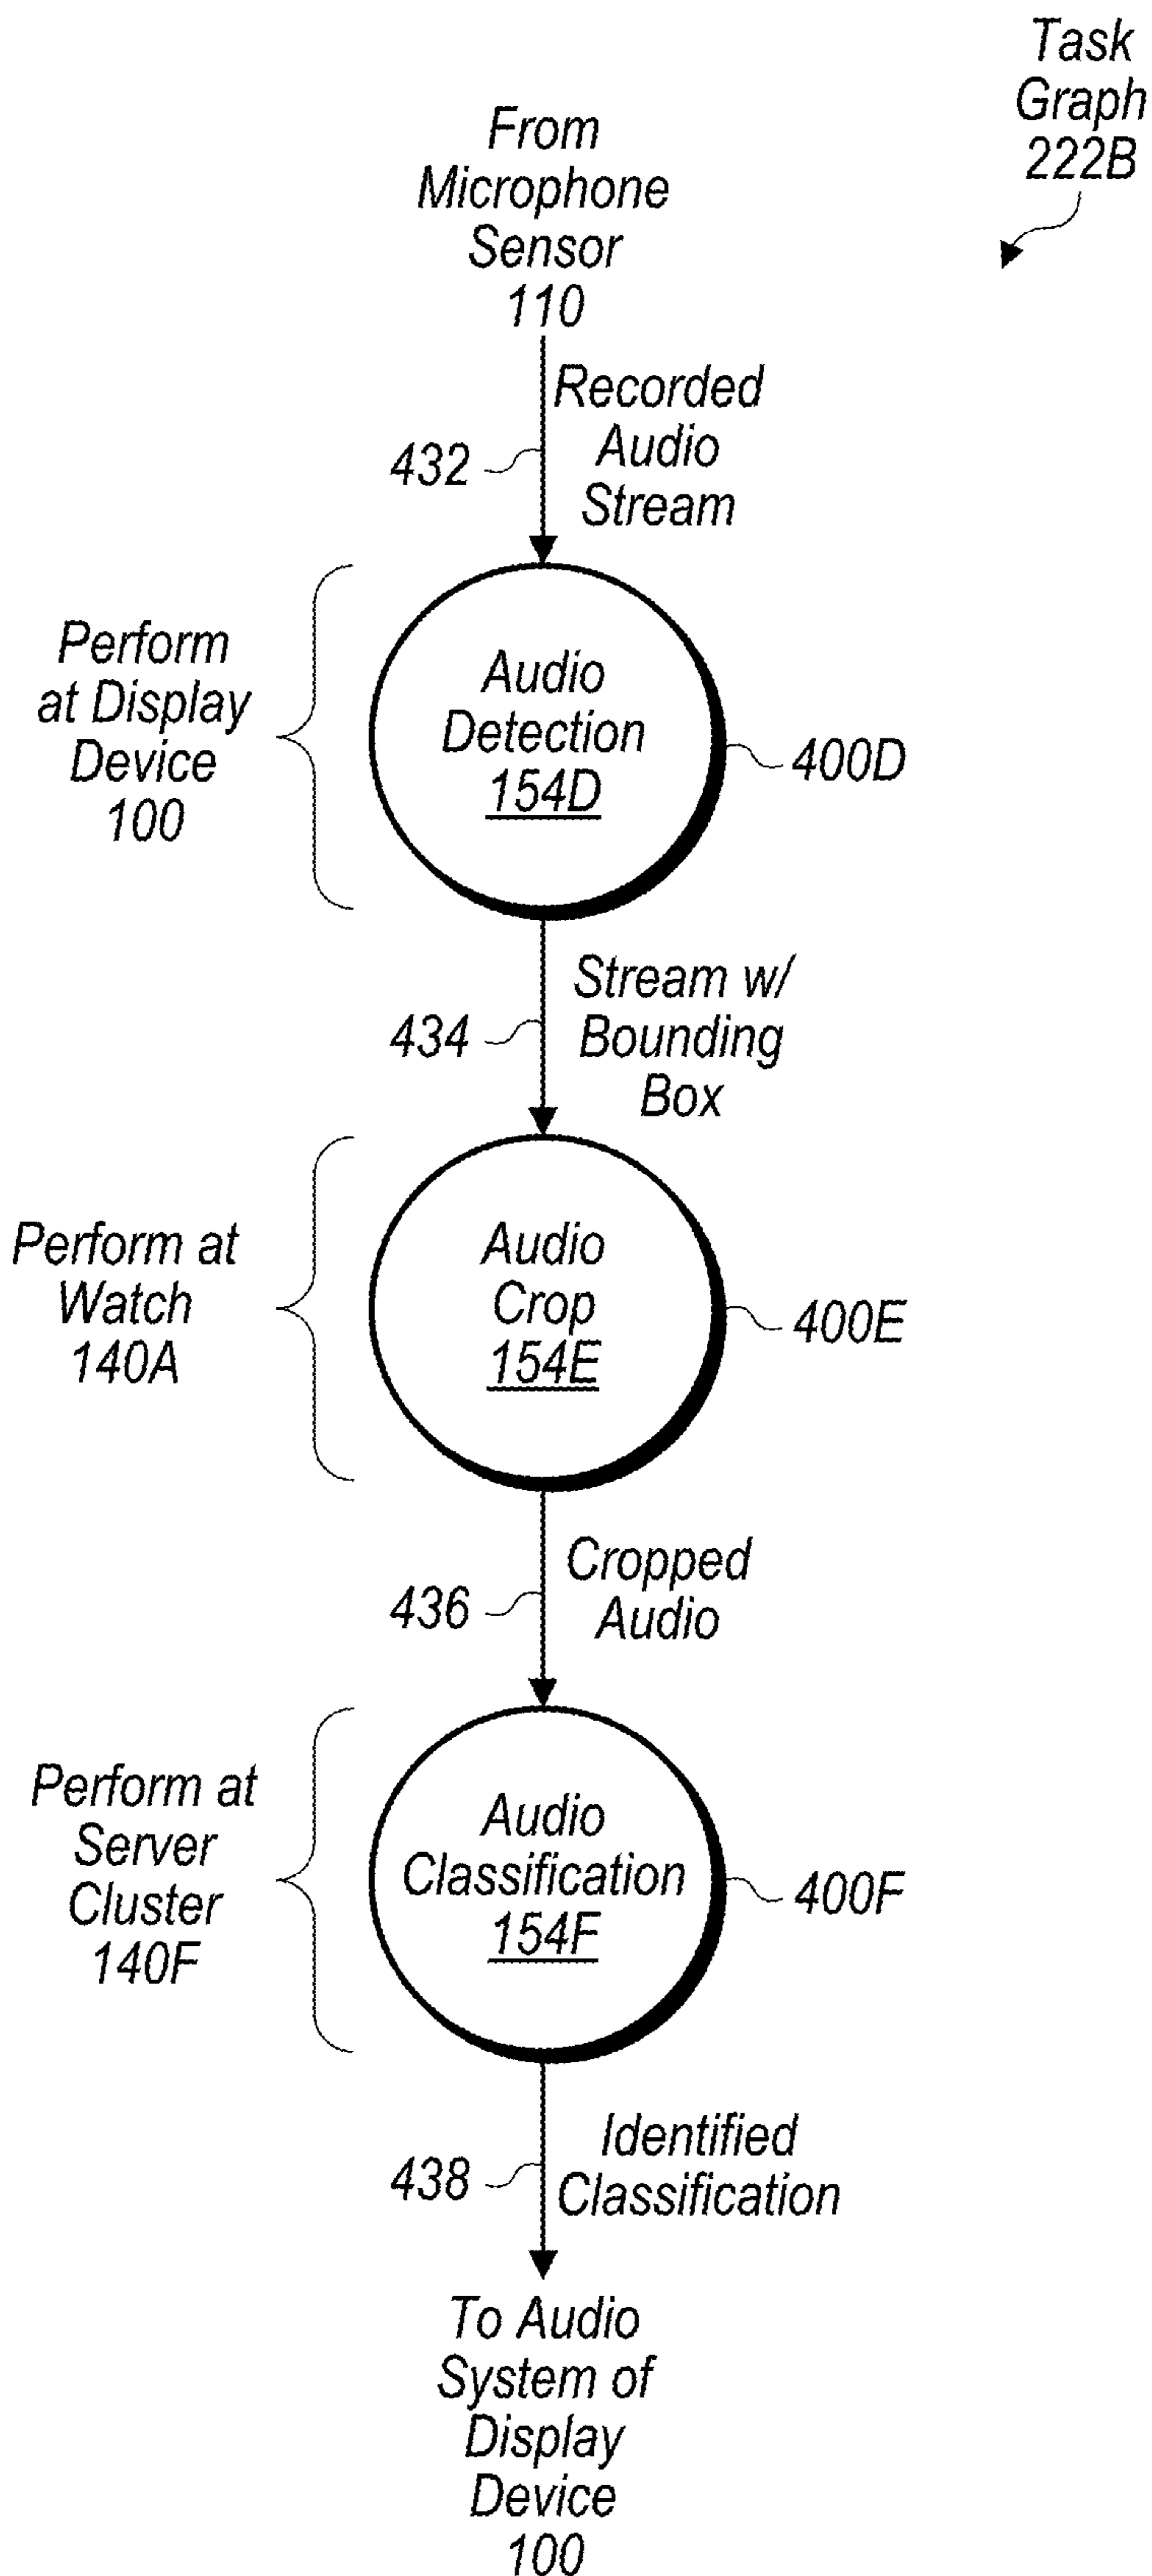 Task
Graph
222B
From
Microphone
Sensor
110
Recorded
Audio
Stream
432
Perform
at Display
Device
100
Audio
Detection
154D
400D
Stream w/
Bounding
Box
434
Perform at
Watch
140A
Audio
Crop
154E
400E
Cropped
Audio
436
Perform at
Server
Cluster
140F
Audio
Classification
154F
400F
Identified
Classification
438
To Audio
System of
Display
Device
100